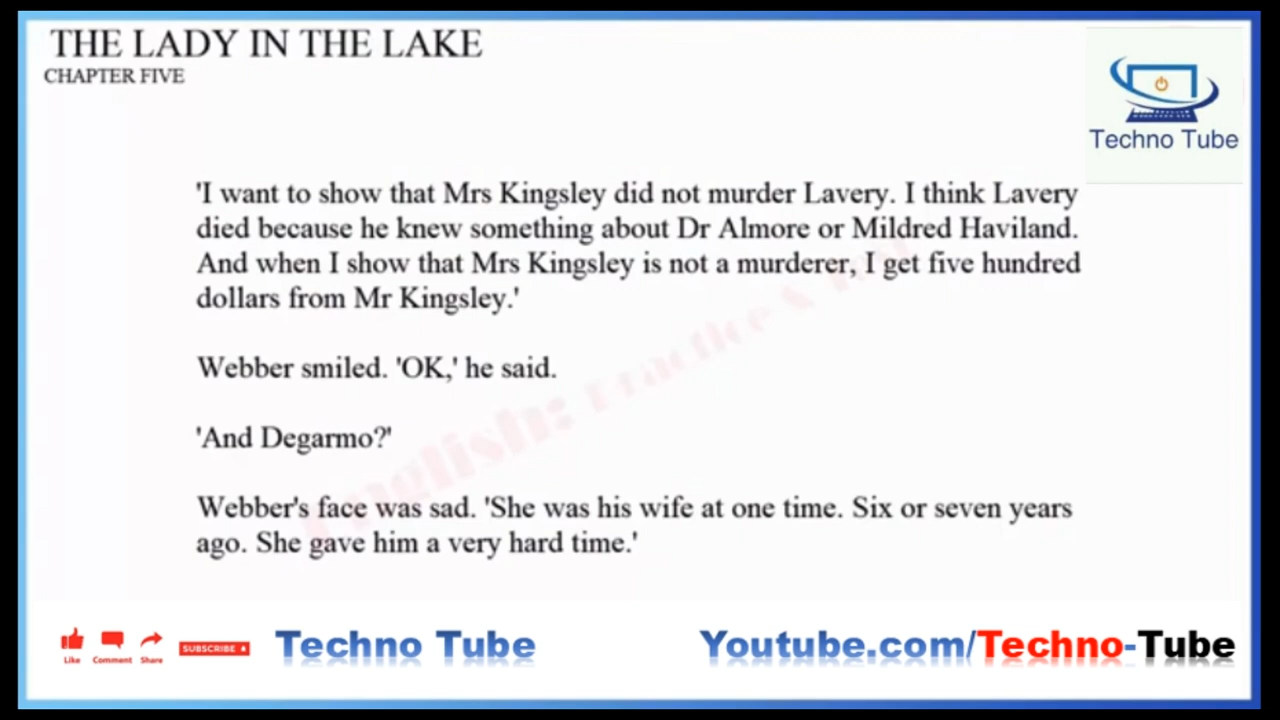 THE LADY IN THE LAKE
CHAPTER FIVE
Techno Tube
'I want to show that Mrs Kingsley did not murder Lavery. I think Lavery
died because he knew something about Dr Almore or Mildred Haviland.
And when I show that Mrs Kingsley is not a murderer, I get five hundred
dollars from Mr Kingsley.'
Webber smiled. 'OK,' he said.
'And Degarmo?'
Webber's face was sad. 'She was his wife at one time. Six or seven years
ago. She gave him a very hard time.'
English: Practice
Like Comment Share SUBSCRIBE Techno Tube Youtube.com/Techno-Tube